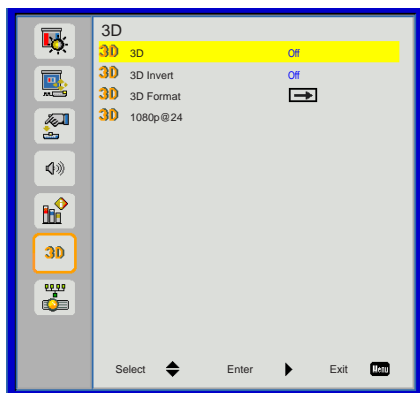 3D
3D 3D Off
3D 3D Invert Off
3D 3D Format
3D 1080p@24
3D
Select Enter Exit Menu